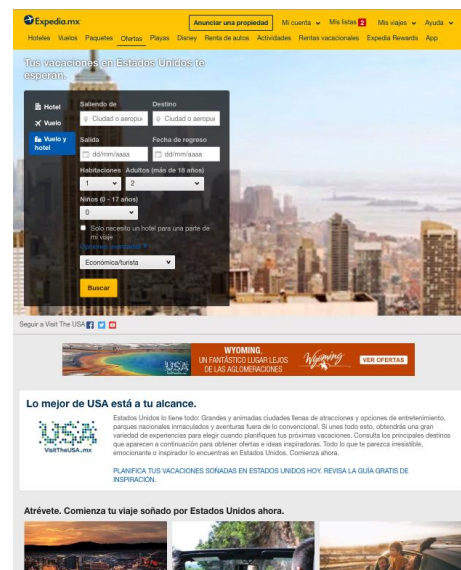 Expedia.mx
Anunciar una propiedad Mi cuenta Mis listas 2 Mis viajes Ayuda
Hoteles Vuelos Paquetes Ofertas Playas Disney Renta de autos Actividades Rentas vacacionales Expedia Rewards App
Tus vacaciones en Estados Unidos te
esperan.
Hotel
Vuelo
Vuelo y
hotel
Saliendo de Destino
Ciudad o aeropu Ciudad o aeropu
Salida Fecha de regreso
dd/mm/aaaa dd/mm/aaaa
Habitaciones Adultos (más de 18 años)
1 2
Niños (0 - 17 años)
0
Solo necesito un hotel para una parte de
mi viaje
Opciones avanzadas
Económica/turista
Buscar
Seguir a Visit The USA
USA
WYOMING,
UN FANTÁSTICO LUGAR LEJOS
DE LAS AGLOMERACIONES
Wyoming
VER OFERTAS
Lo mejor de USA está a tu alcance.
USA
VisitTheUSA.mx
Estados Unidos lo tiene todo: Grandes y animadas ciudades llenas de atracciones y opciones de entretenimiento,
parques nacionales inmaculados y aventuras fuera de lo convencional. Si unes todo esto, obtendrás una gran
variedad de experiencias para elegir cuando planifiques tus próximas vacaciones. Consulta los principales destinos
que aparecen a continuación para obtener ofertas e ideas inspiradoras. Todo lo que te parezca irresistible,
emocionante o inspirador lo encuentras en Estados Unidos. Comienza ahora.
PLANIFICA TUS VACACIONES SOÑADAS EN ESTADOS UNIDOS HOY. REVISA LA GUÍA GRATIS DE
INSPIRACIÓN.
Atrévete. Comienza tu viaje soñado por Estados Unidos ahora.